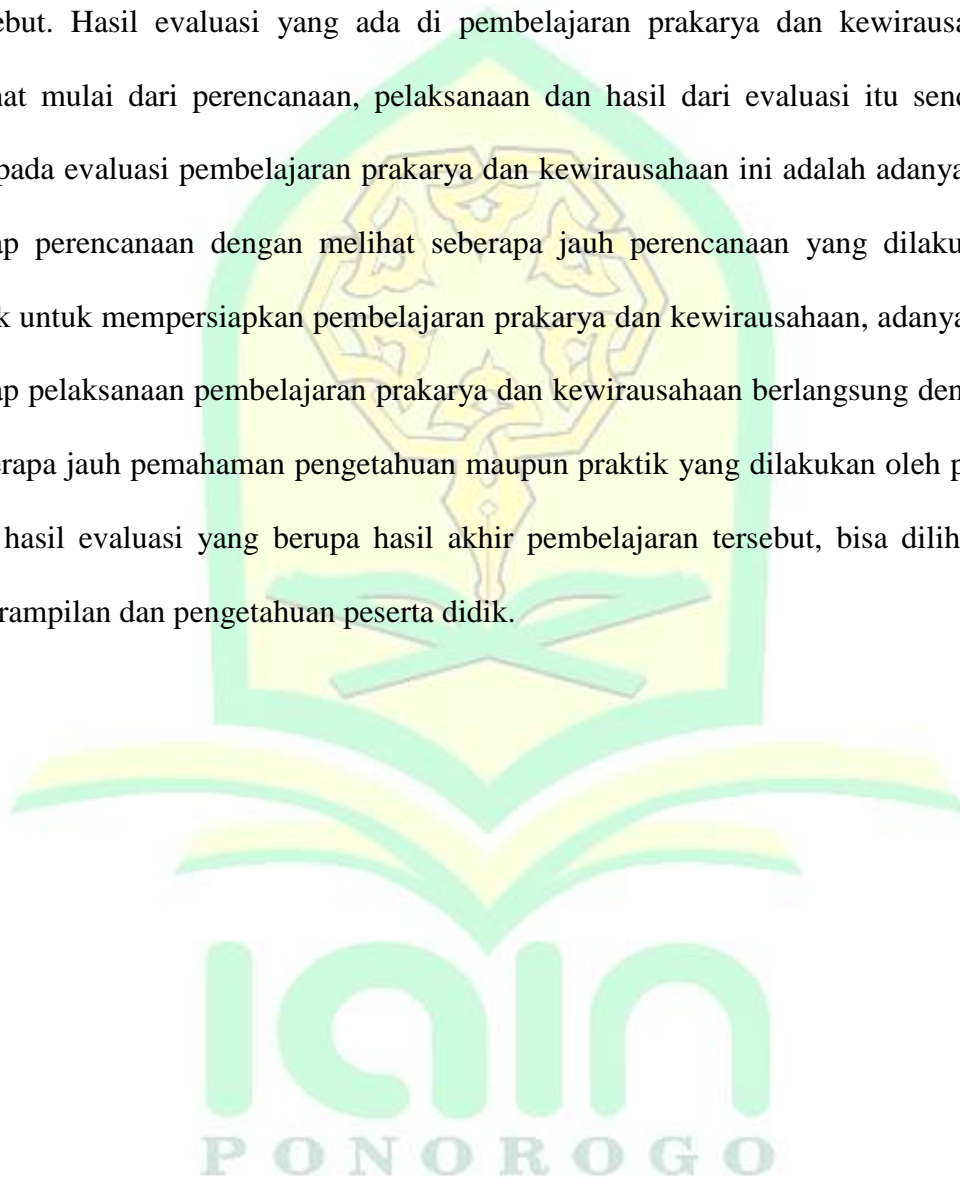 ebut. Hasil evaluasi yang ada di pembelajaran prakarya dan kewirausa
at mulai dari perencanaan, pelaksanaan dan hasil dari evaluasi itu send
pada evaluasi pembelajaran prakarya dan kewirausahaan ini adalah adanya
ap perencanaan dengan melihat seberapa jauh perencanaan yang dilaku
k untuk mempersiapkan pembelajaran prakarya dan kewirausahaan, adanya
ap pelaksanaan pembelajaran prakarya dan kewirausahaan berlangsung den
erapa jauh pemahaman pengetahuan maupun praktik yang dilakukan oleh p
hasil evaluasi yang berupa hasil akhir pembelajaran tersebut, bisa dilih
rampilan dan pengetahuan peserta didik.
iain
PONOROGO